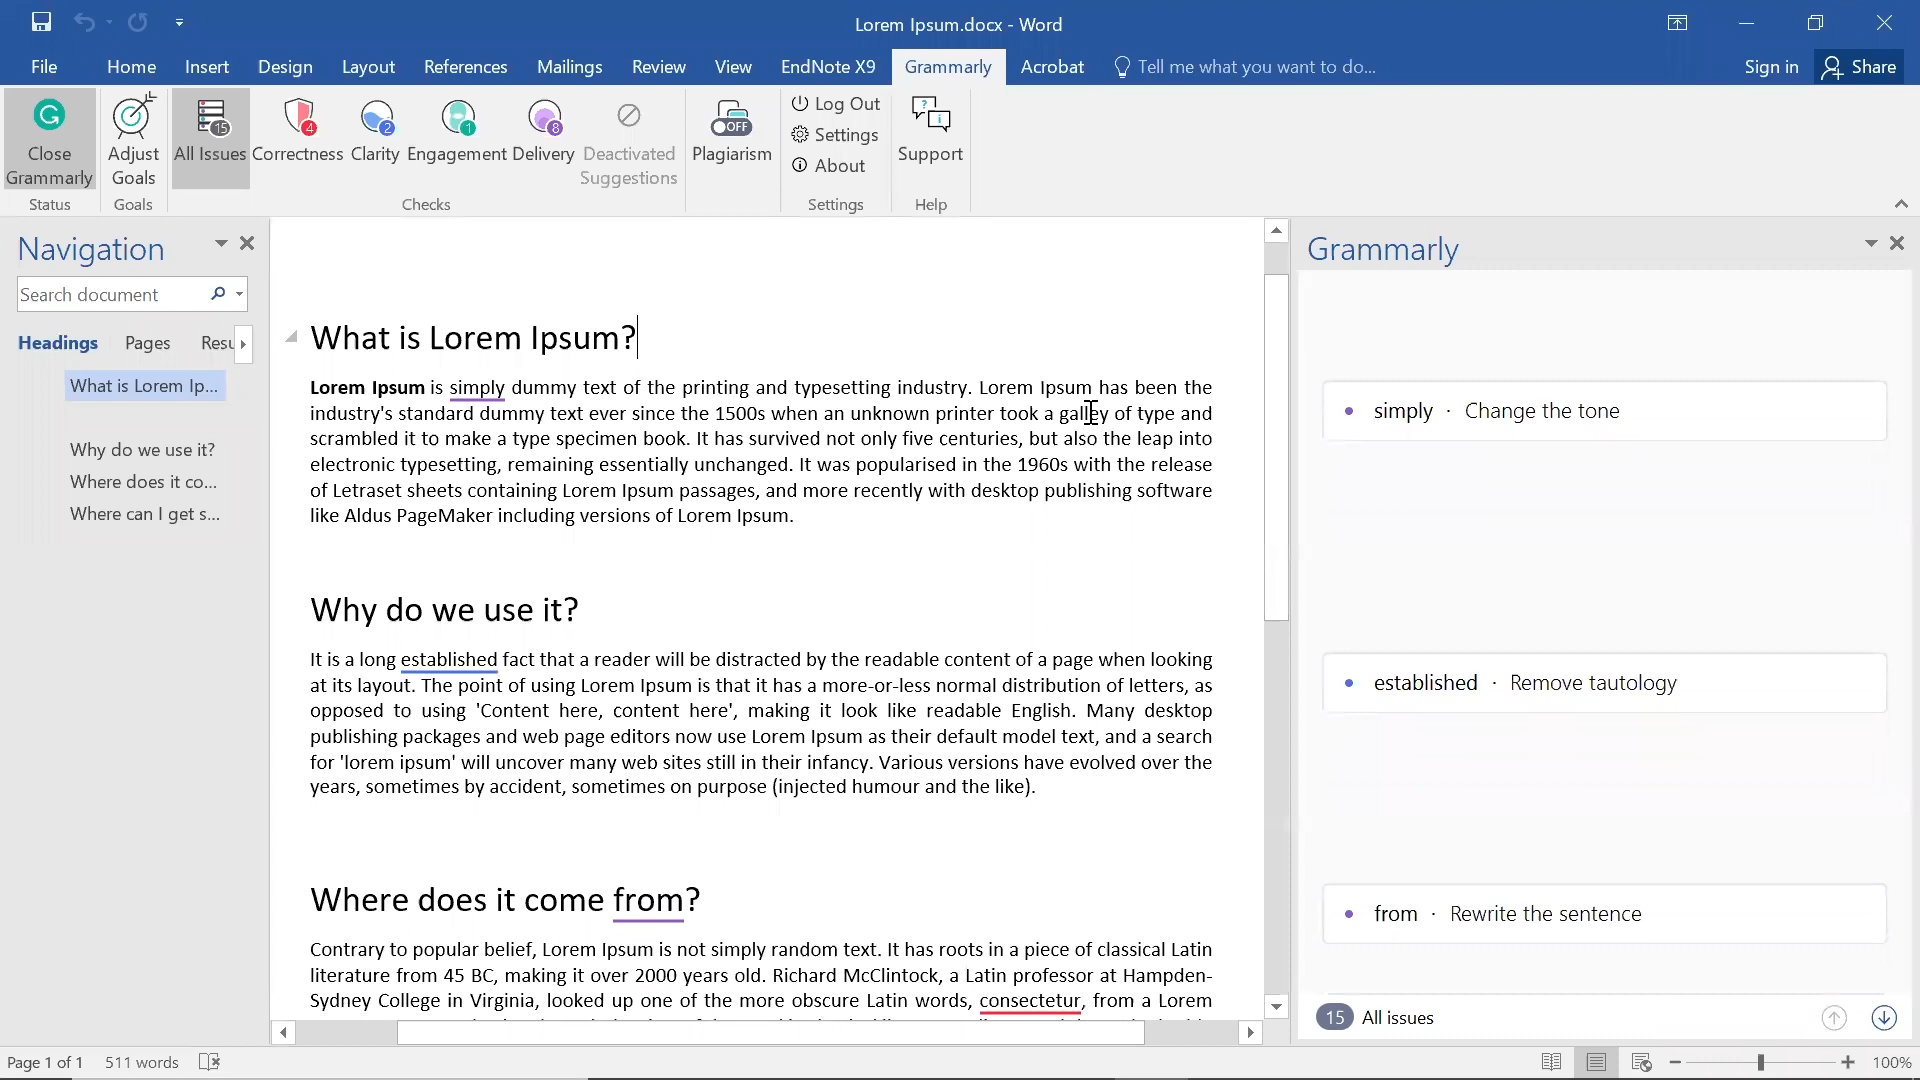 Lorem Ipsum.docx - Word
File Home Insert Design Layout References Mailings Review View EndNote X9 Grammarly Acrobat Tell me what you want to do... Sign in Share
Close Grammarly
Status
Adjust Goals
Goals
All Issues 15
Correctness 4
Clarity 2
Engagement 1
Delivery 8
Deactivated Suggestions
Checks
OFF
Plagiarism
Log Out
Settings
About
Settings
Support
Help
Navigation
Search document
Headings Pages Resu
What is Lorem Ip...
Why do we use it?
Where does it co...
Where can I get s...
What is Lorem Ipsum?
Lorem Ipsum is simply dummy text of the printing and typesetting industry. Lorem Ipsum has been the
industry's standard dummy text ever since the 1500s when an unknown printer took a galley of type and
scrambled it to make a type specimen book. It has survived not only five centuries, but also the leap into
electronic typesetting, remaining essentially unchanged. It was popularised in the 1960s with the release
of Letraset sheets containing Lorem Ipsum passages, and more recently with desktop publishing software
like Aldus PageMaker including versions of Lorem Ipsum.
Why do we use it?
It is a long established fact that a reader will be distracted by the readable content of a page when looking
at its layout. The point of using Lorem Ipsum is that it has a more-or-less normal distribution of letters, as
opposed to using 'Content here, content here', making it look like readable English. Many desktop
publishing packages and web page editors now use Lorem Ipsum as their default model text, and a search
for 'lorem ipsum' will uncover many web sites still in their infancy. Various versions have evolved over the
years, sometimes by accident, sometimes on purpose (injected humour and the like).
Where does it come from?
Contrary to popular belief, Lorem Ipsum is not simply random text. It has roots in a piece of classical Latin
literature from 45 BC, making it over 2000 years old. Richard McClintock, a Latin professor at Hampden-
Sydney College in Virginia, looked up one of the more obscure Latin words, consectetur, from a Lorem
Grammarly
simply · Change the tone
established · Remove tautology
from · Rewrite the sentence
15 All issues
Page 1 of 1 511 words
100%